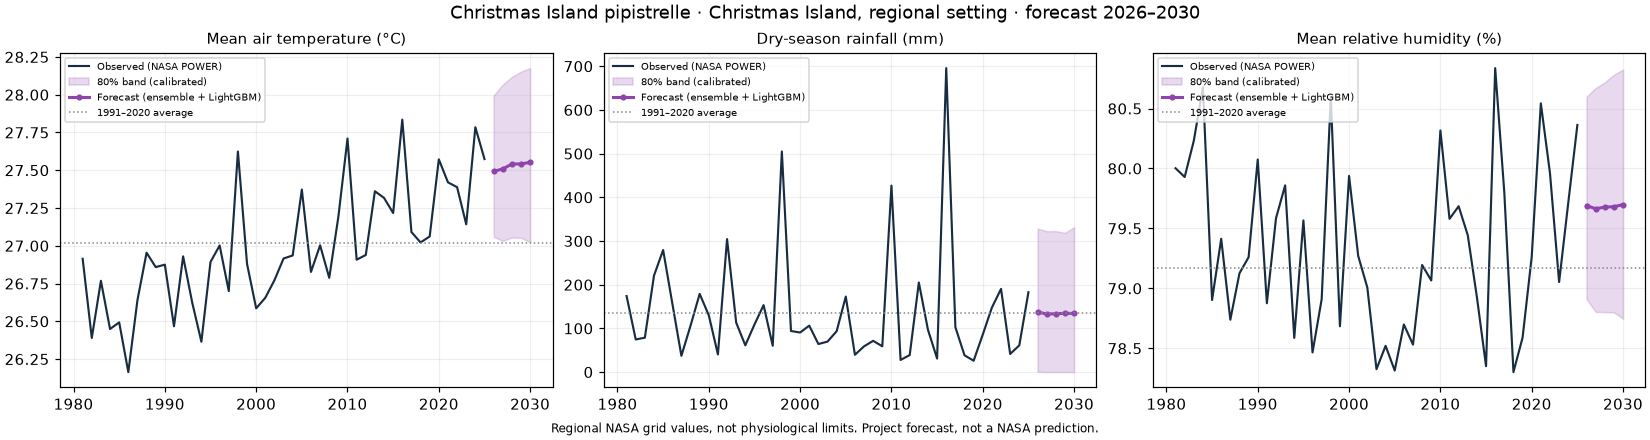 Christmas Island pipistrelle · Christmas Island, regional setting · forecast 2026–2030
Mean air temperature (°C)
28.25
28.00
27.75
27.50
27.25
27.00
26.75
26.50
26.25
1980 1990 2000 2010 2020 2030
Observed (NASA POWER)
80% band (calibrated)
Forecast (ensemble + LightGBM)
1991–2020 average
Dry-season rainfall (mm)
700
600
500
400
300
200
100
0
1980 1990 2000 2010 2020 2030
Observed (NASA POWER)
80% band (calibrated)
Forecast (ensemble + LightGBM)
1991–2020 average
Mean relative humidity (%)
80.5
80.0
79.5
79.0
78.5
1980 1990 2000 2010 2020 2030
Observed (NASA POWER)
80% band (calibrated)
Forecast (ensemble + LightGBM)
1991–2020 average
Regional NASA grid values, not physiological limits. Project forecast, not a NASA prediction.